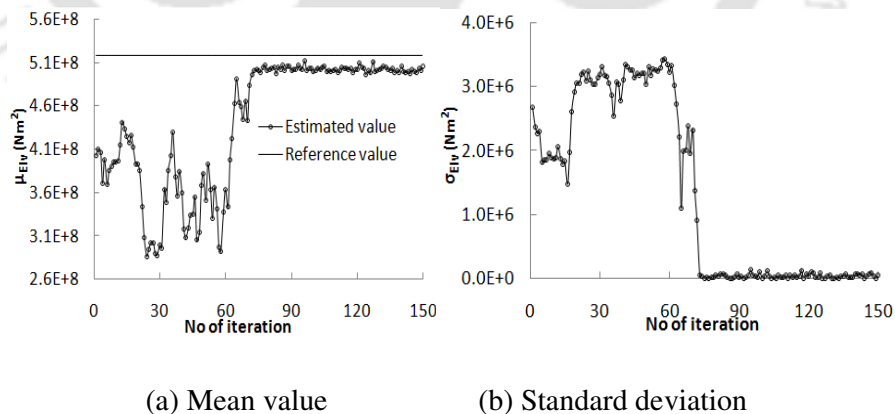 5.6E+8
5.1E+8
4.6E+8
4.1E+8
3.6E+8
3.1E+8
2.6E+8
μ_EIv (Nm²)
Estimated value
Reference value
0 30 60 90 120 150
No of iteration
4.0E+6
3.0E+6
2.0E+6
1.0E+6
0.0E+0
σ_EIv (Nm²)
0 30 60 90 120 150
No of iteration
(a) Mean value
(b) Standard deviation